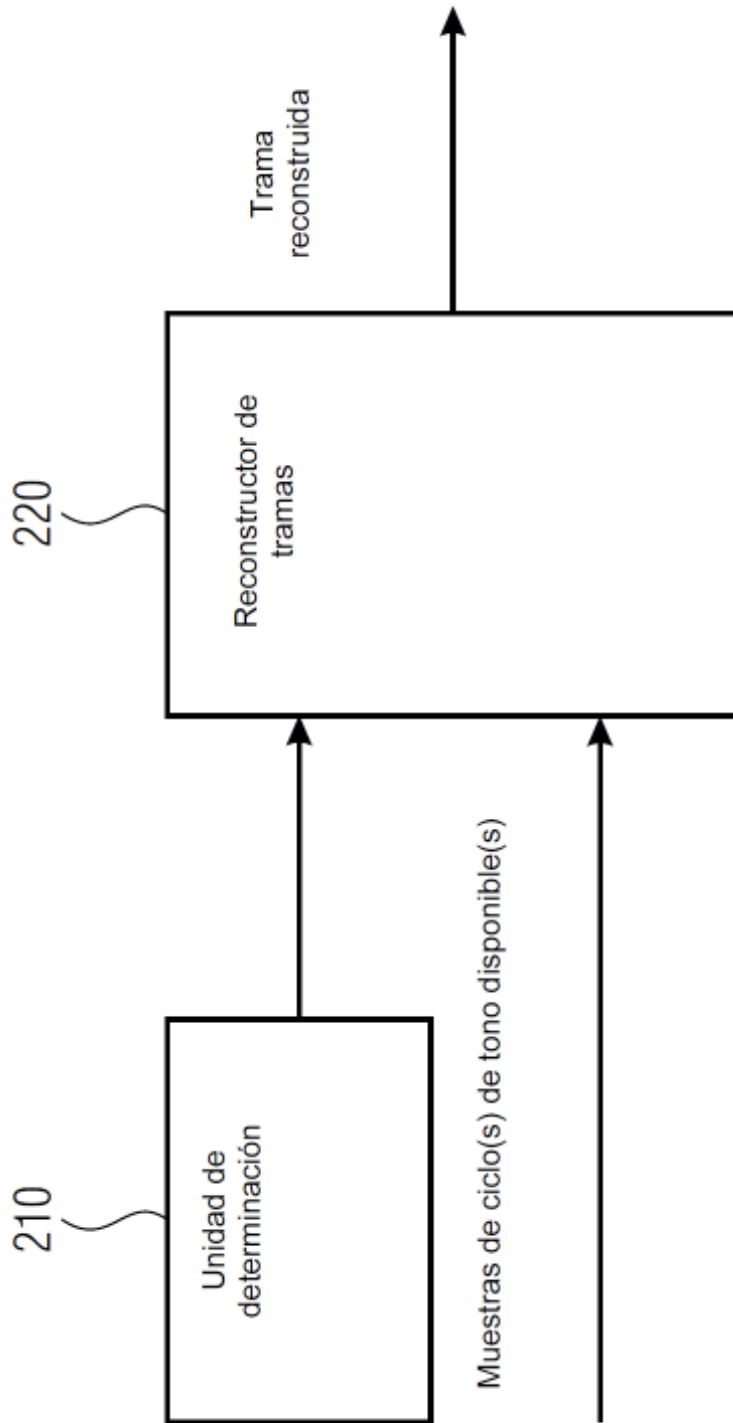 210
Unidad de
determinación
Muestras de ciclo(s) de tono disponible(s)
220
Reconstructor de
tramas
Trama
reconstruida